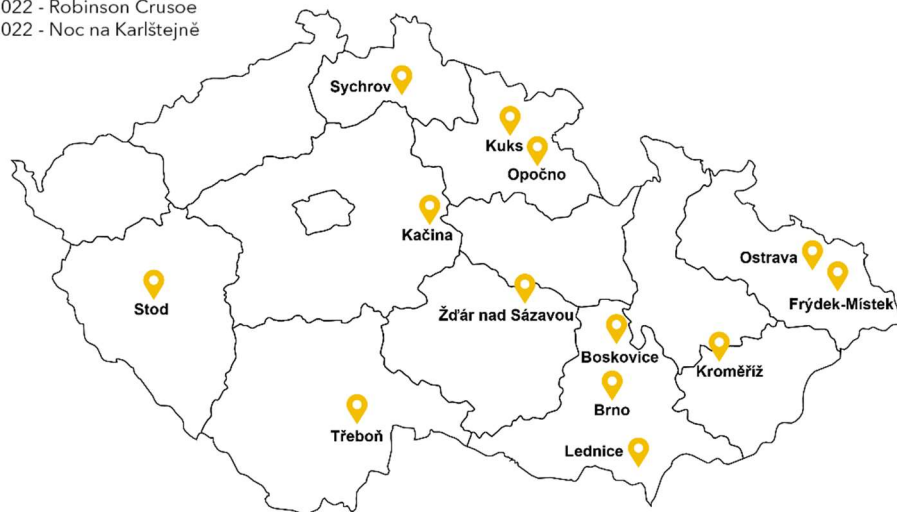 022 - Robinson Crusoe
022 - Noc na Karlštejně
Sychrov
Kuks
Opočno
Kačina
Ostrava
Stod
Frýdek-Místek
Žďár nad Sázavou
Boskovice
Kroměříž
Brno
Třeboň
Lednice